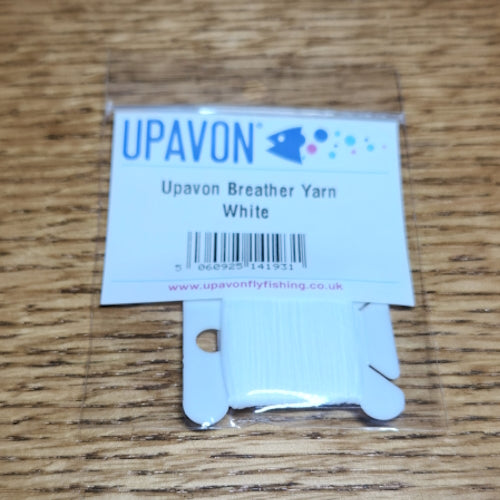 UPAVON®
Upavon Breather Yarn
White
5 060925 141931
www.upavonflyfishing.co.uk